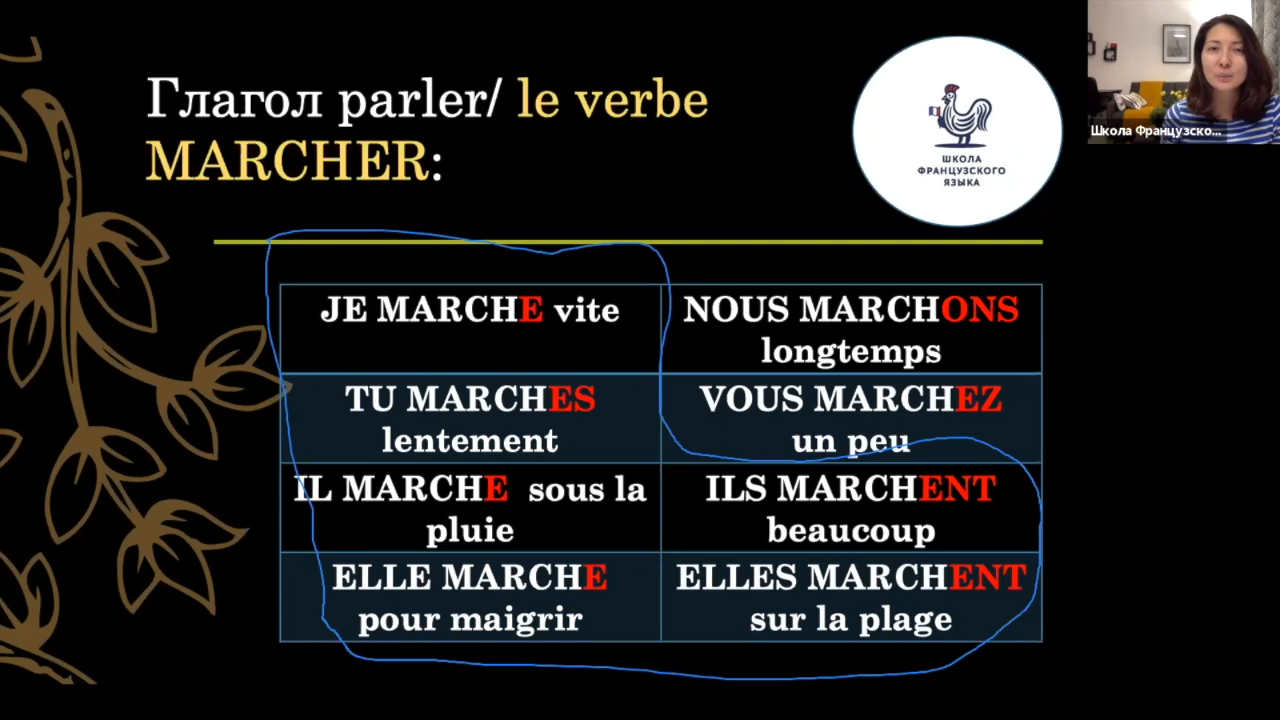 Глагол parler/ le verbe
MARCHER:
ШКОЛА
ФРАНЦУЗСКОГО
ЯЗЫКА
Школа Французско...
JE MARCHE vite
NOUS MARCHONS
longtemps
TU MARCHES
lentement
VOUS MARCHEZ
un peu
IL MARCHE sous la
pluie
ILS MARCHENT
beaucoup
ELLE MARCHE
pour maigrir
ELLES MARCHENT
sur la plage